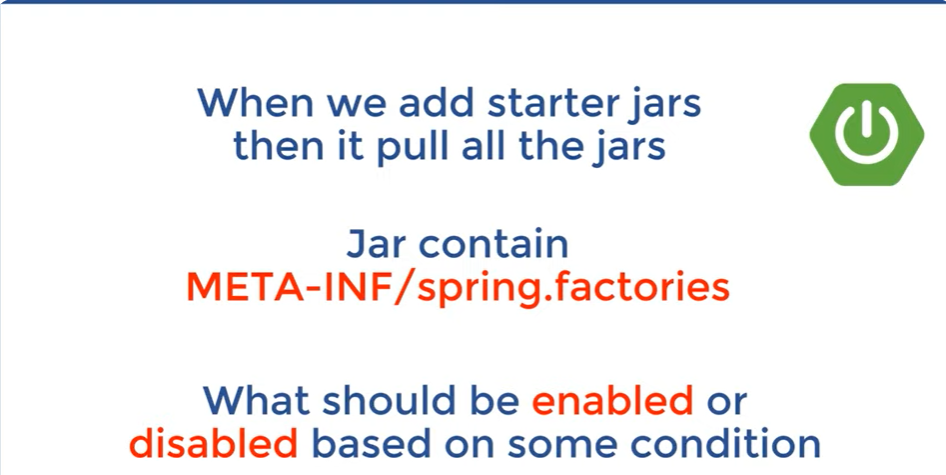 When we add starter jars
then it pull all the jars
Jar contain
META-INF/spring.factories
What should be enabled or
disabled based on some condition